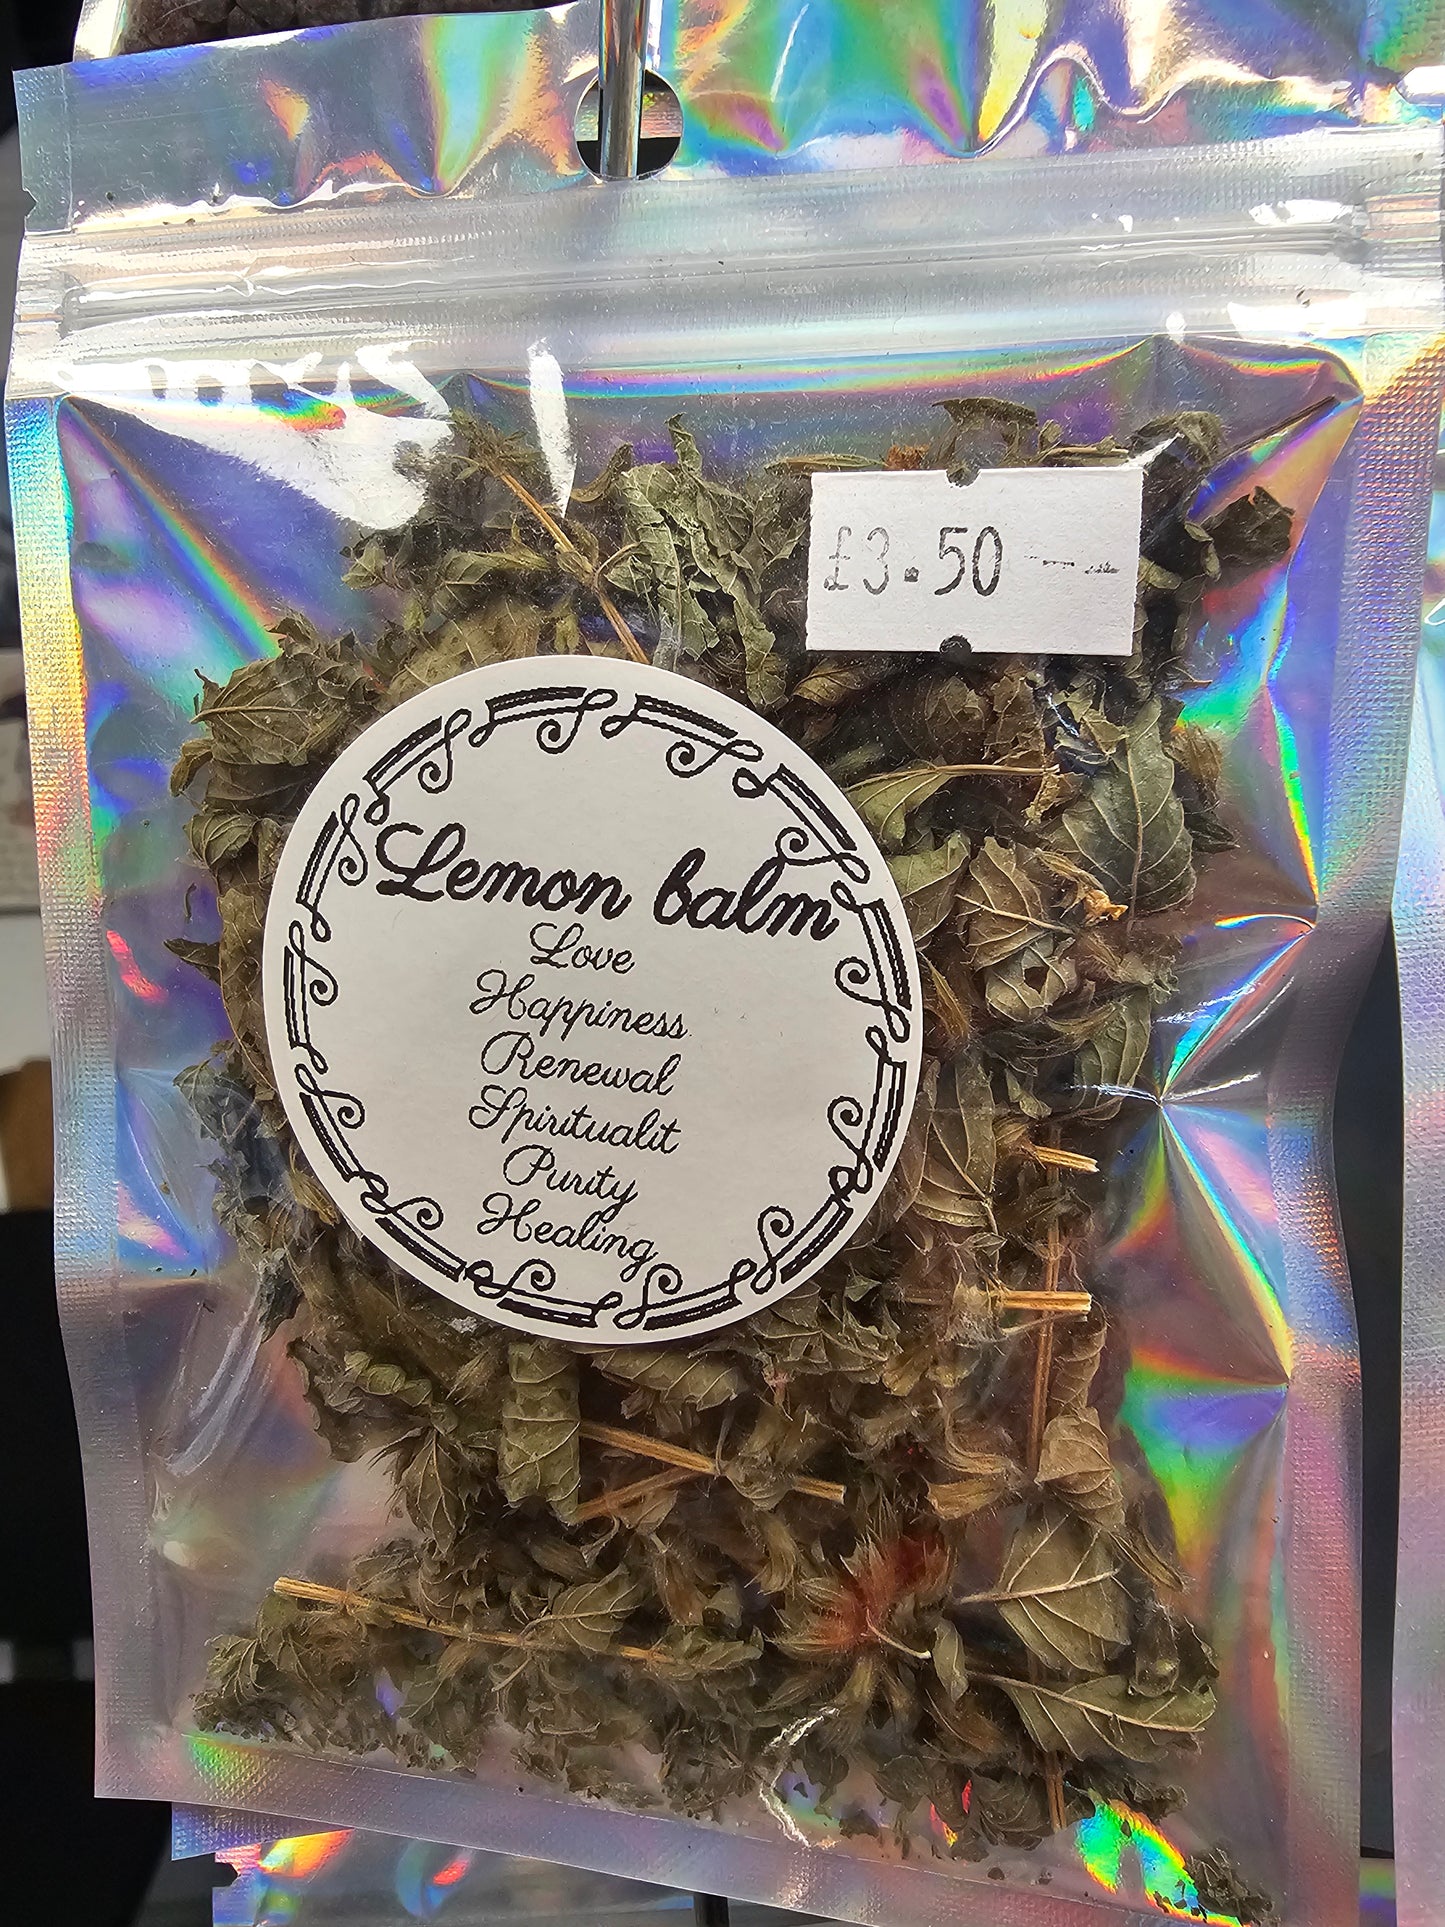 £3.50
Lemon balm
Love
Happiness
Renewal
Spiritualit
Purity
Healing